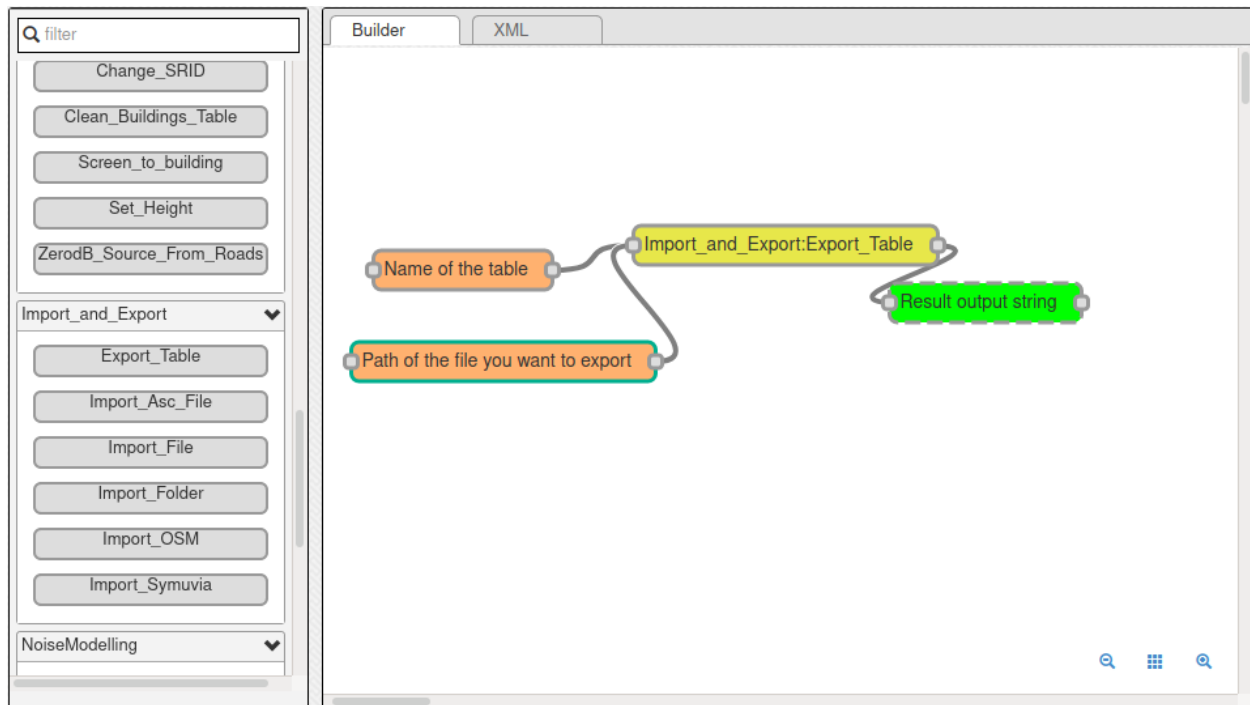 filter
Change_SRID
Clean_Buildings_Table
Screen_to_building
Set_Height
ZerodB_Source_From_Roads
Import_and_Export
Export_Table
Import_Asc_File
Import_File
Import_Folder
Import_OSM
Import_Symuvia
NoiseModelling
Builder
XML
Import_and_Export:Export_Table
Name of the table
Result output string
Path of the file you want to export